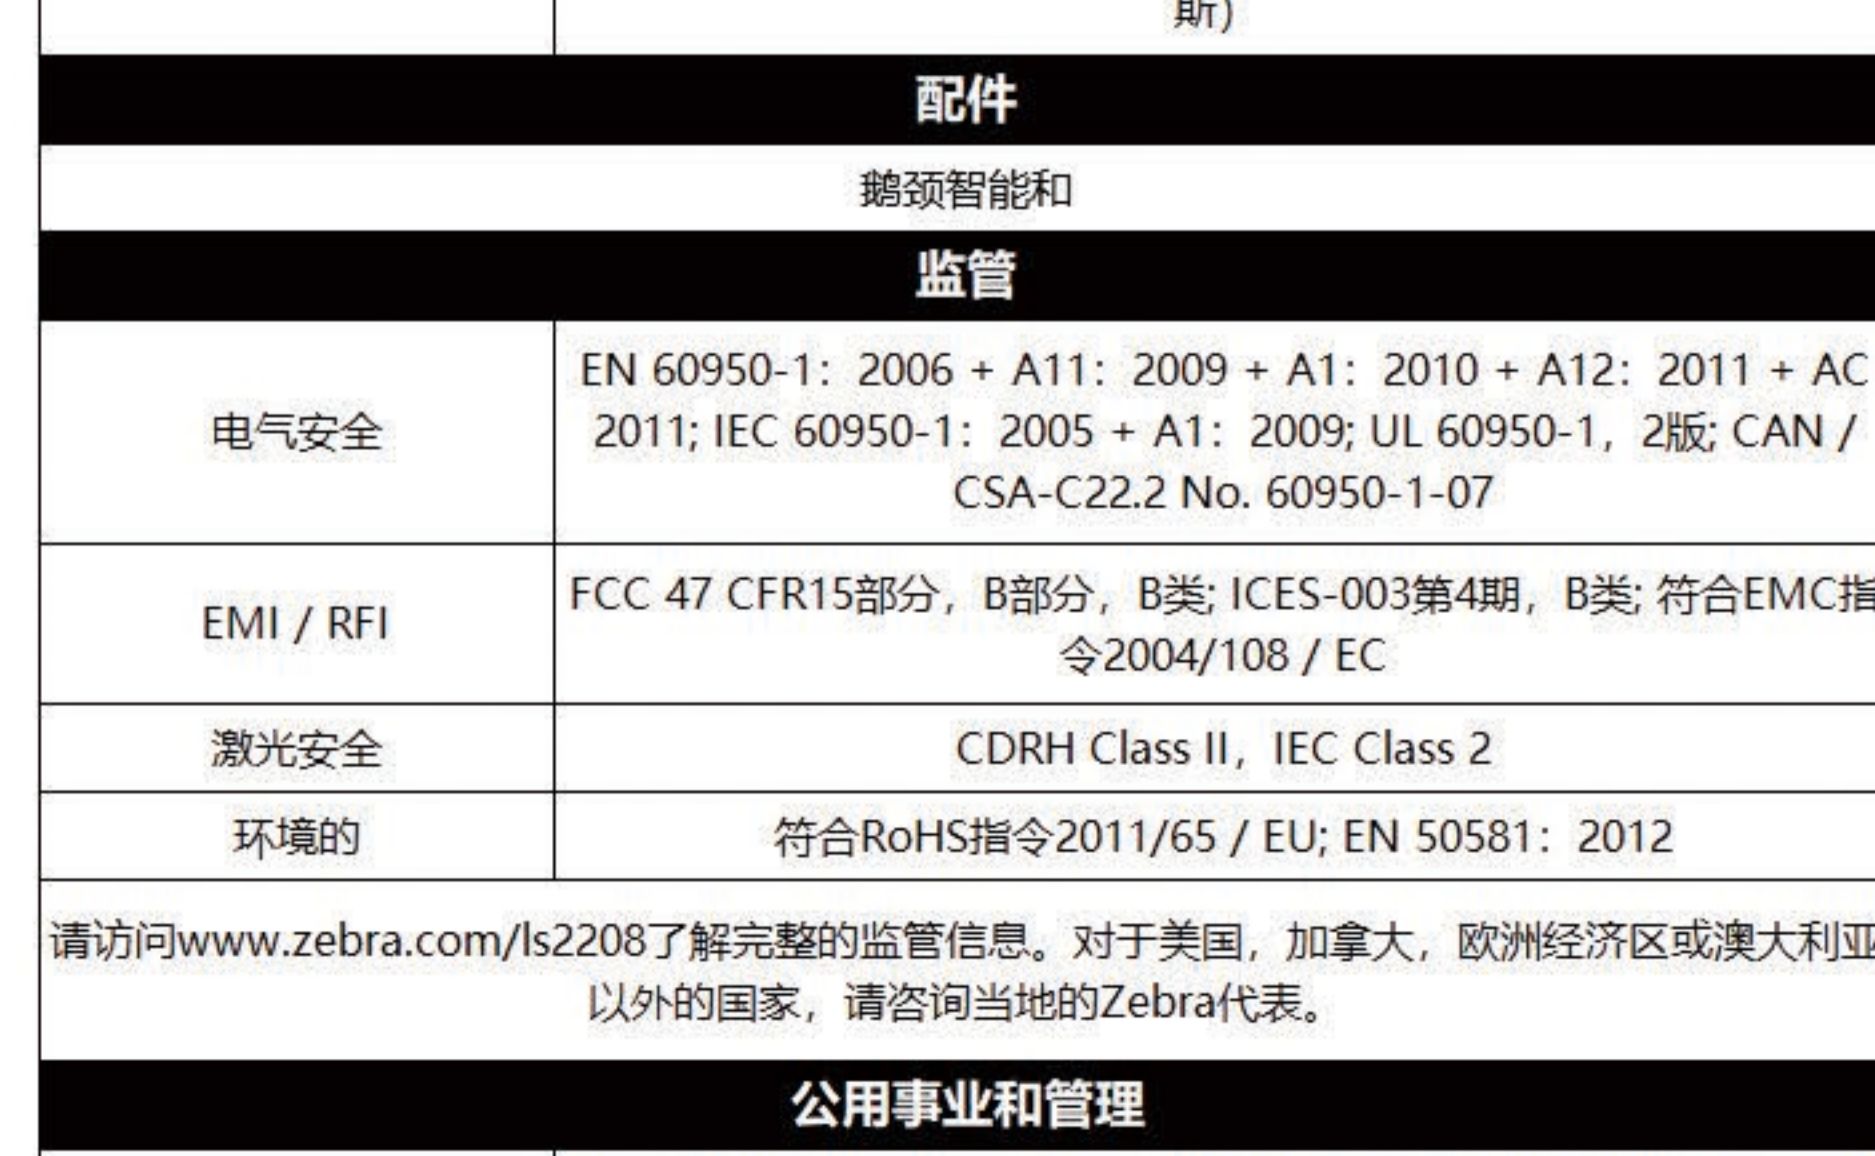 斯)
配件
鹅颈智能和
监管
电气安全
EN 60950-1：2006 + A11：2009 + A1：2010 + A12：2011 + AC
2011; IEC 60950-1：2005 + A1：2009; UL 60950-1，2版; CAN /
CSA-C22.2 No. 60950-1-07
EMI / RFI
FCC 47 CFR15部分，B部分，B类; ICES-003第4期，B类; 符合EMC指
令2004/108 / EC
激光安全
CDRH Class II，IEC Class 2
环境的
符合RoHS指令2011/65 / EU; EN 50581：2012
请访问www.zebra.com/ls2208了解完整的监管信息。对于美国，加拿大，欧洲经济区或澳大利亚
以外的国家，请咨询当地的Zebra代表。
公用事业和管理